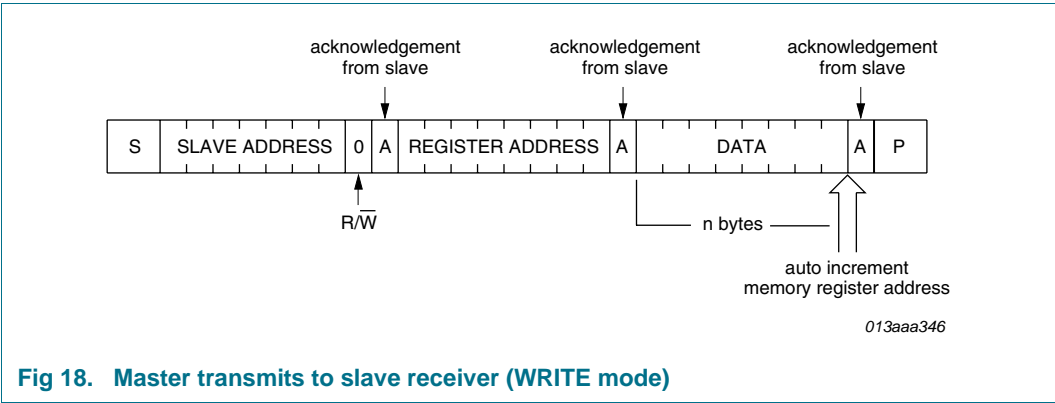 acknowledgement from slave
acknowledgement from slave
acknowledgement from slave
S SLAVE ADDRESS 0 A REGISTER ADDRESS A DATA A P
R/W̅
n bytes
auto increment
memory register address
013aaa346
Fig 18. Master transmits to slave receiver (WRITE mode)